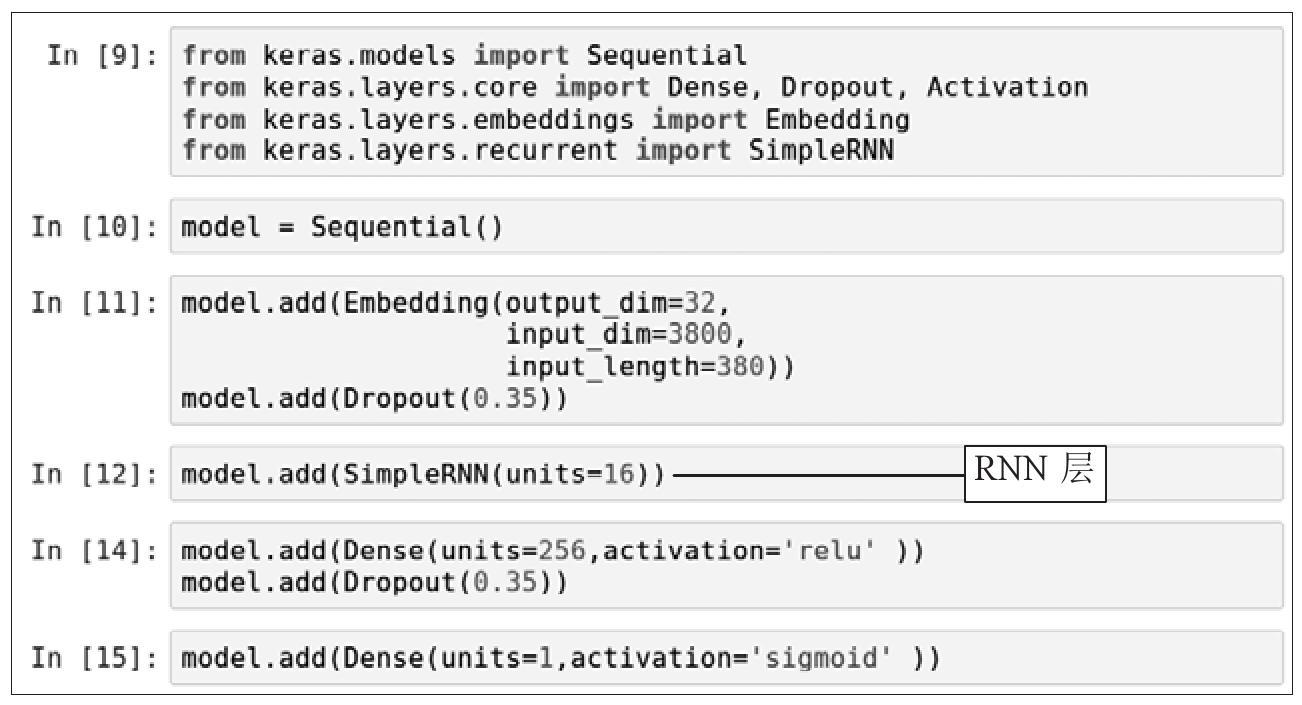 In [9]: from keras.models import Sequential
from keras.layers.core import Dense, Dropout, Activation
from keras.layers.embeddings import Embedding
from keras.layers.recurrent import SimpleRNN
In [10]: model = Sequential()
In [11]: model.add(Embedding(output_dim=32,
input_dim=3800,
input_length=380))
model.add(Dropout(0.35))
In [12]: model.add(SimpleRNN(units=16)) RNN 层
In [14]: model.add(Dense(units=256,activation='relu' ))
model.add(Dropout(0.35))
In [15]: model.add(Dense(units=1,activation='sigmoid' ))